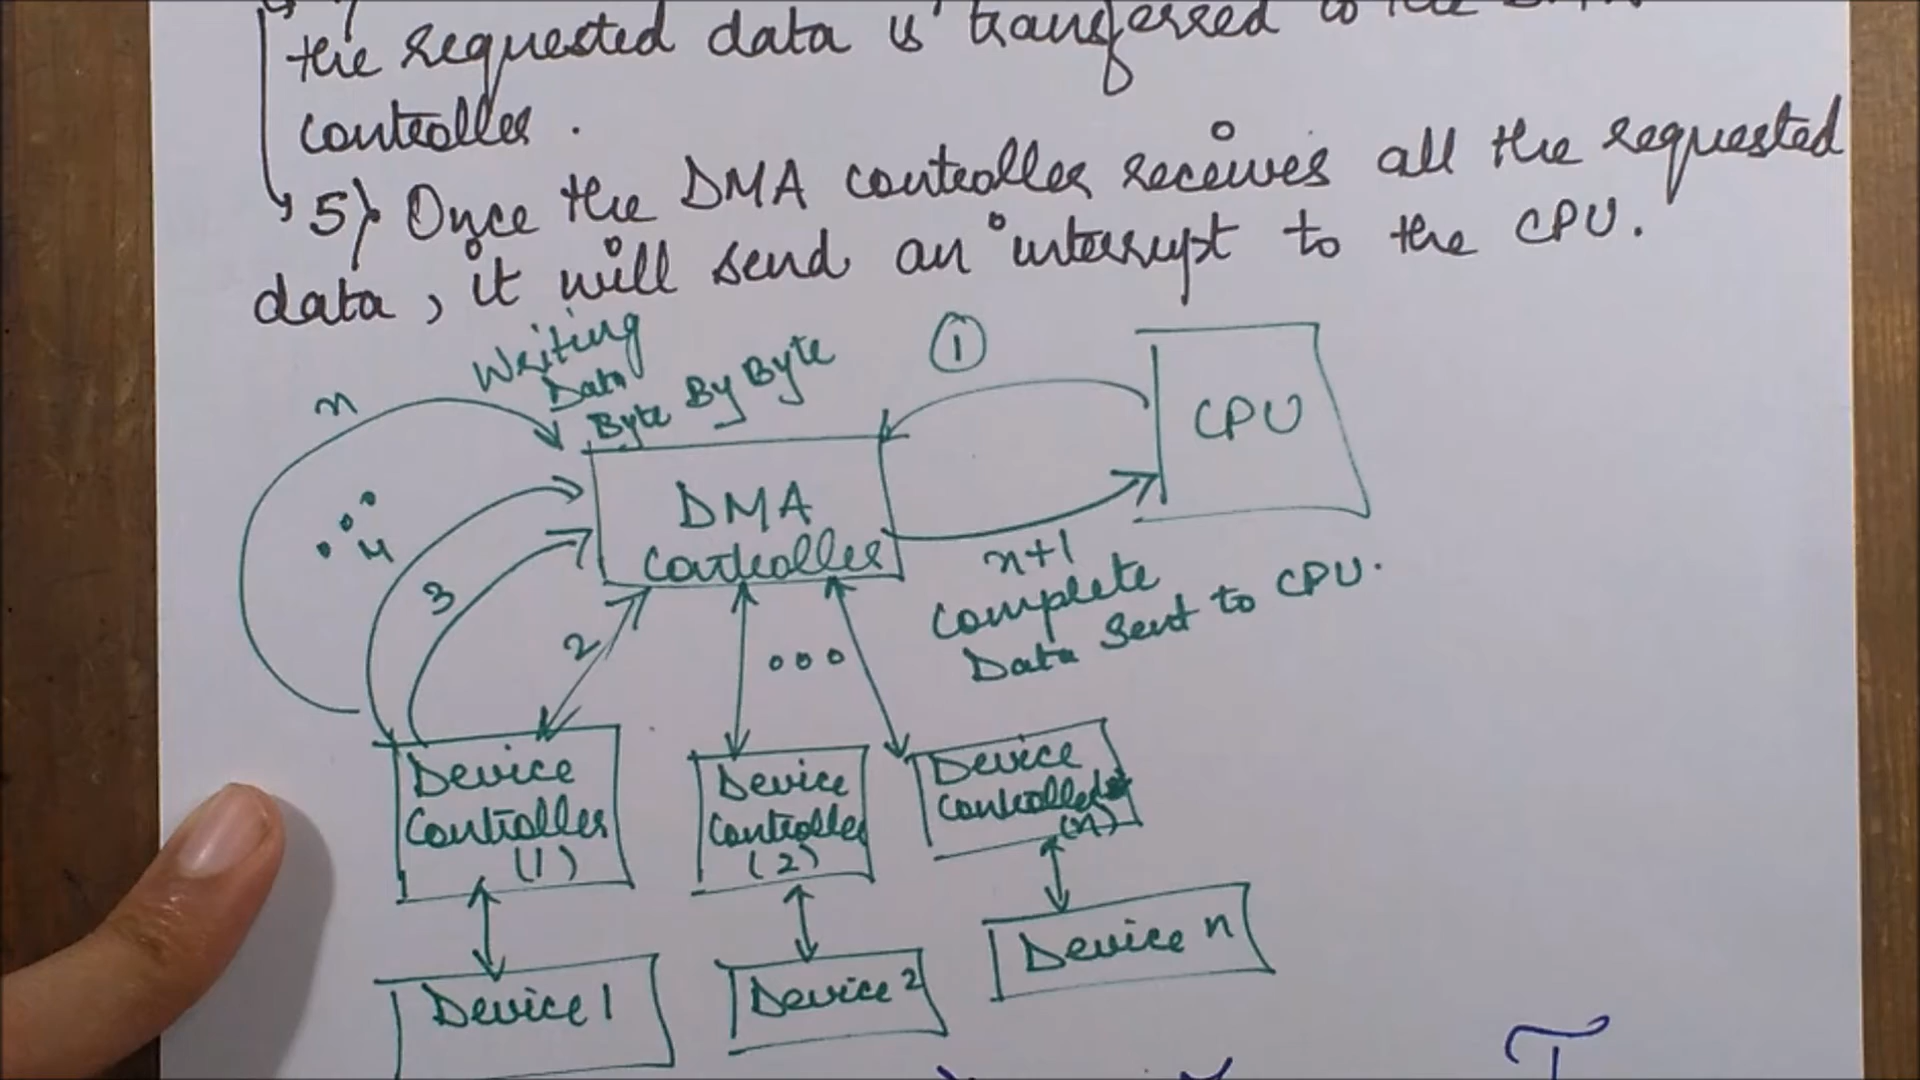 the requested data is transferred to the
controller.
5) Once the DMA controller receives all the requested
data, it will send an interrupt to the CPU.
Writing
Data
Byte By Byte
n
1
CPU
DMA
Controller
4
3
2
n+1
Complete
Data Sent to CPU.
Device
Controller
(1)
Device
Controller
(2)
Device
Controller
(n)
Device 1
Device 2
Device n